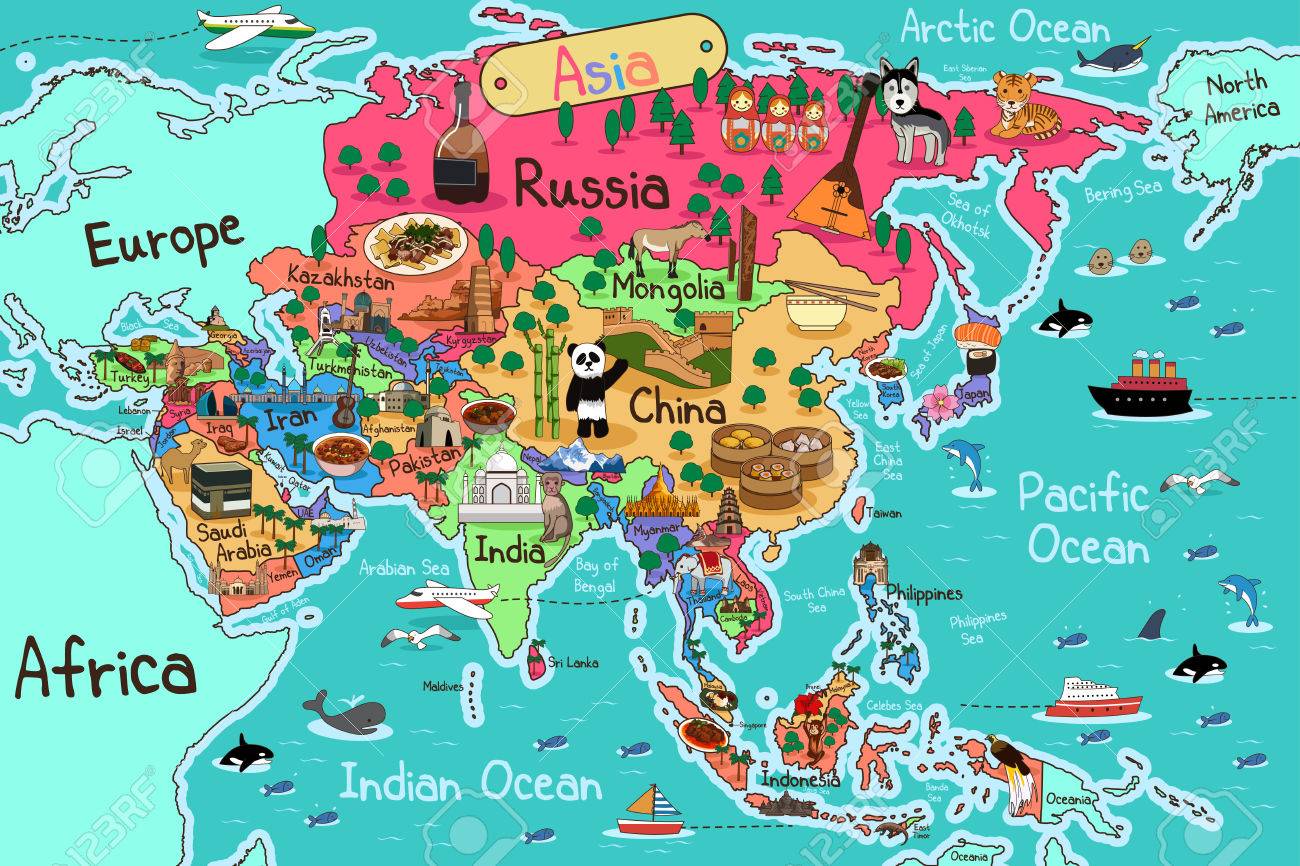 Asia
Arctic Ocean
East Siberian
Sea
North
America
Russia
Bering Sea
Sea of
Okhotsk
Europe
Kazakhstan
Mongolia
Black Sea
Georgia
Azerbaijan
Uzbekistan
Kyrgyzstan
Turkmenistan
Tajikistan
Turkey
North
Korea
Sea of Japan
South
Korea
Japan
China
Yellow
Sea
Lebanon
Syria
Israel
Jordan
Iraq
Iran
Afghanistan
Pakistan
Nepal
Kuwait
Qatar
UAE
East
China
Sea
Pacific
Ocean
Taiwan
Saudi
Arabia
Oman
Yemen
Gulf of Aden
Arabian Sea
India
Bay of
Bengal
Myanmar
Laos
Thailand
Vietnam
Cambodia
South China
Sea
Philippines
Philippines
Sea
Africa
Sri Lanka
Maldives
Malaysia
Brunei
Malaysia
Singapore
Celebes Sea
Indian Ocean
Indonesia
Banda
Sea
Oceania
East
Timor
Oceania
123RF